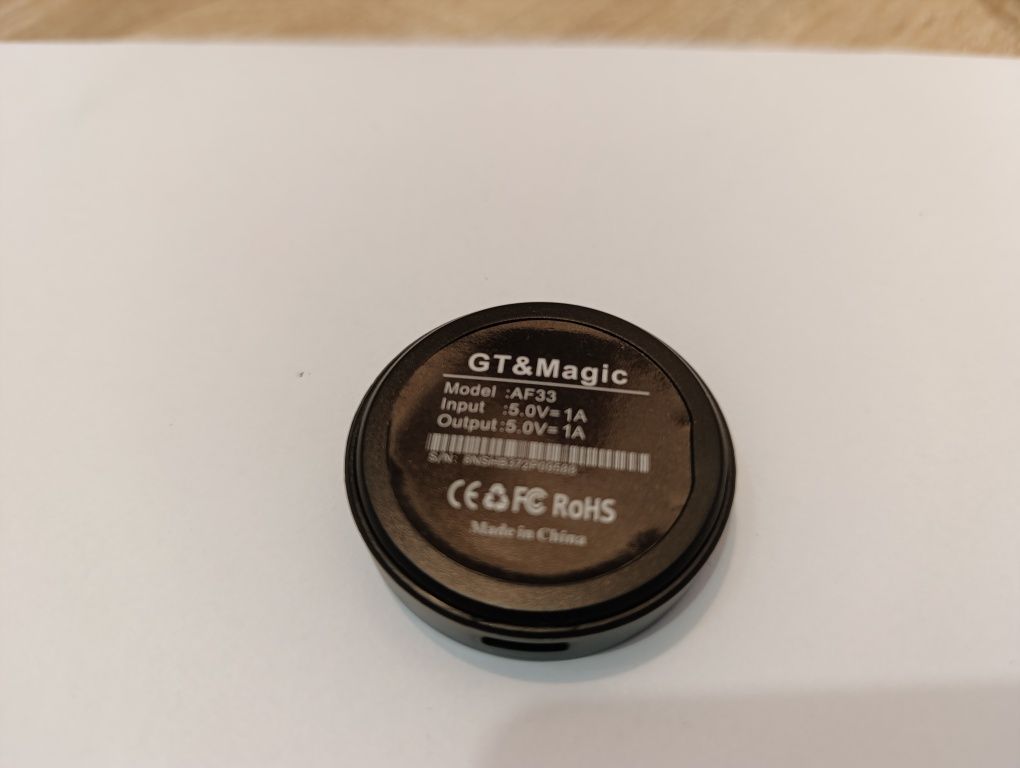 GT&Magic
Model :AF33
Input :5.0V=1A
Output:5.0V=1A
S/N:
CE FC RoHS
Made in China